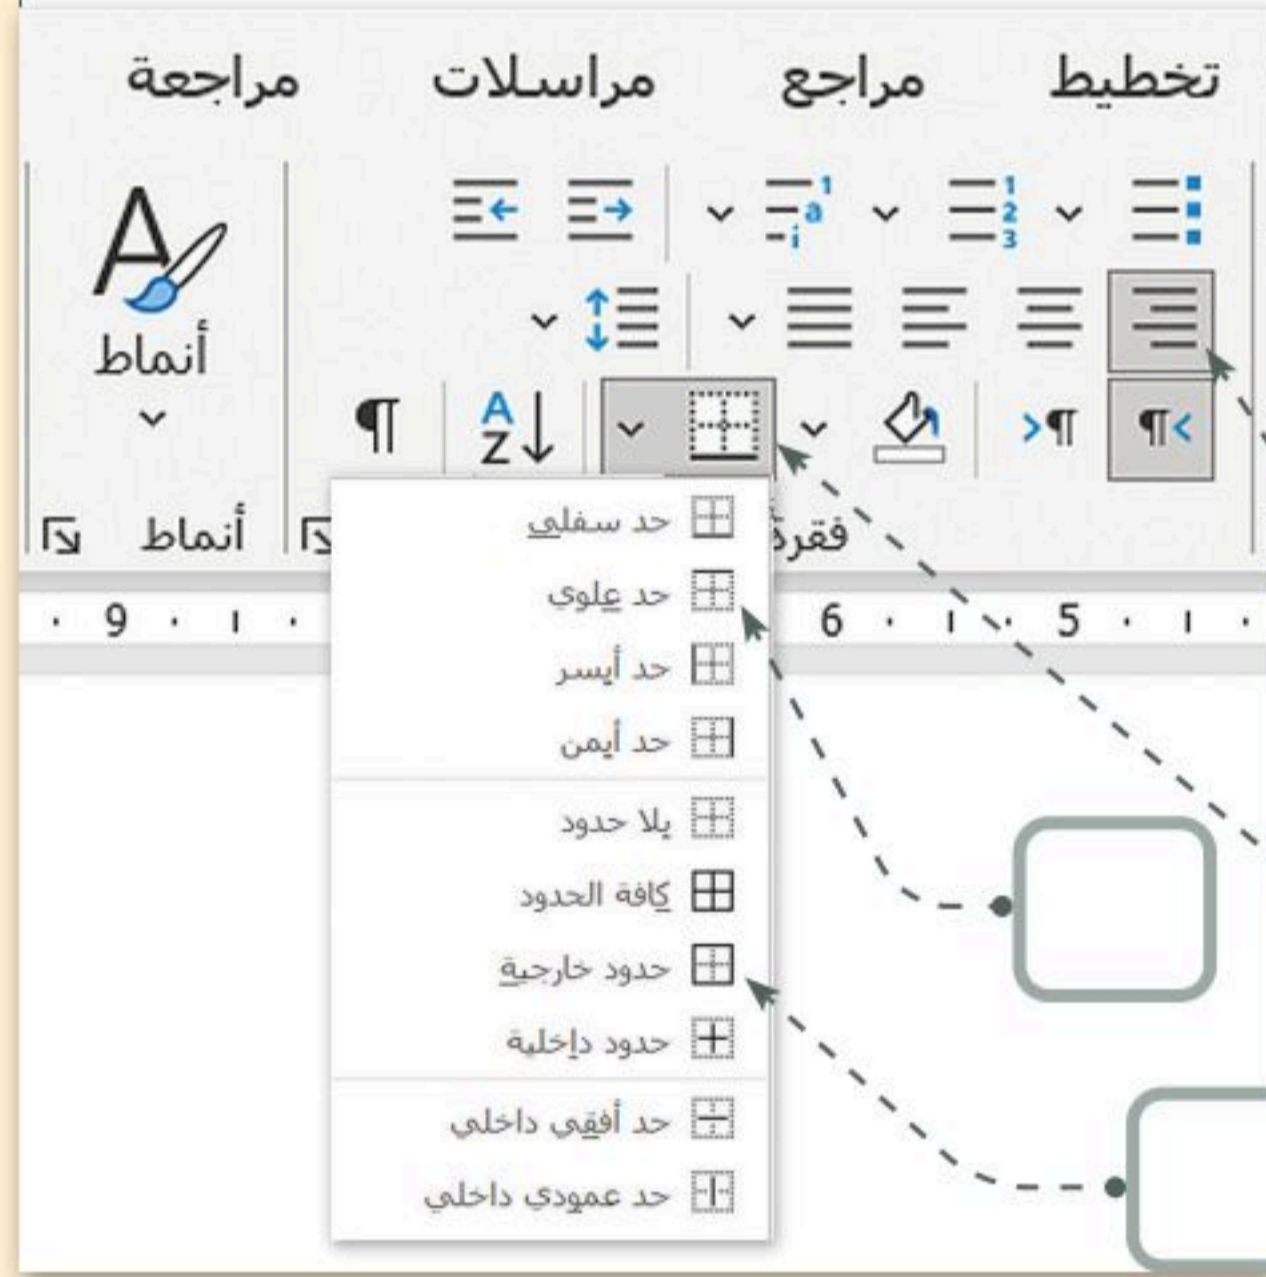 تخطيط مراجع مراسلات مراجعة
أنماط
فقرة أنماط
5 6 9
حد سفلي
حد علوي
حد أيسر
حد أيمن
بلا حدود
كافة الحدود
حدود خارجية
حدود داخلية
حد أفقي داخلي
حد عمودي داخلي